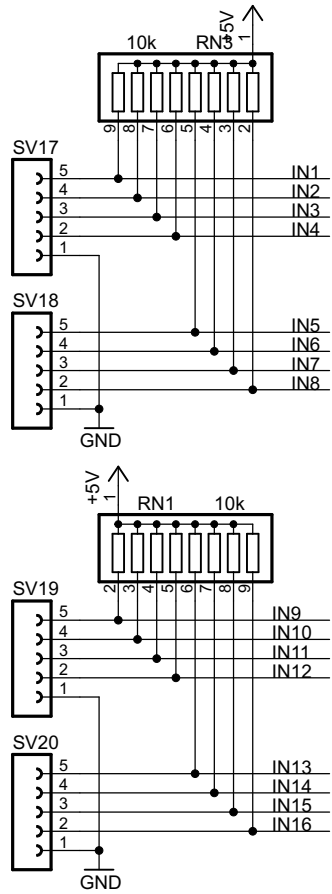 +5V
1
10k RN3
9 8 7 6 5 4 3 2
SV17
5 IN1
4 IN2
3 IN3
2 IN4
1
SV18
5 IN5
4 IN6
3 IN7
2 IN8
1
GND
+5V
1
RN1 10k
2 3 4 5 6 7 8 9
SV19
5 IN9
4 IN10
3 IN11
2 IN12
1
SV20
5 IN13
4 IN14
3 IN15
2 IN16
1
GND